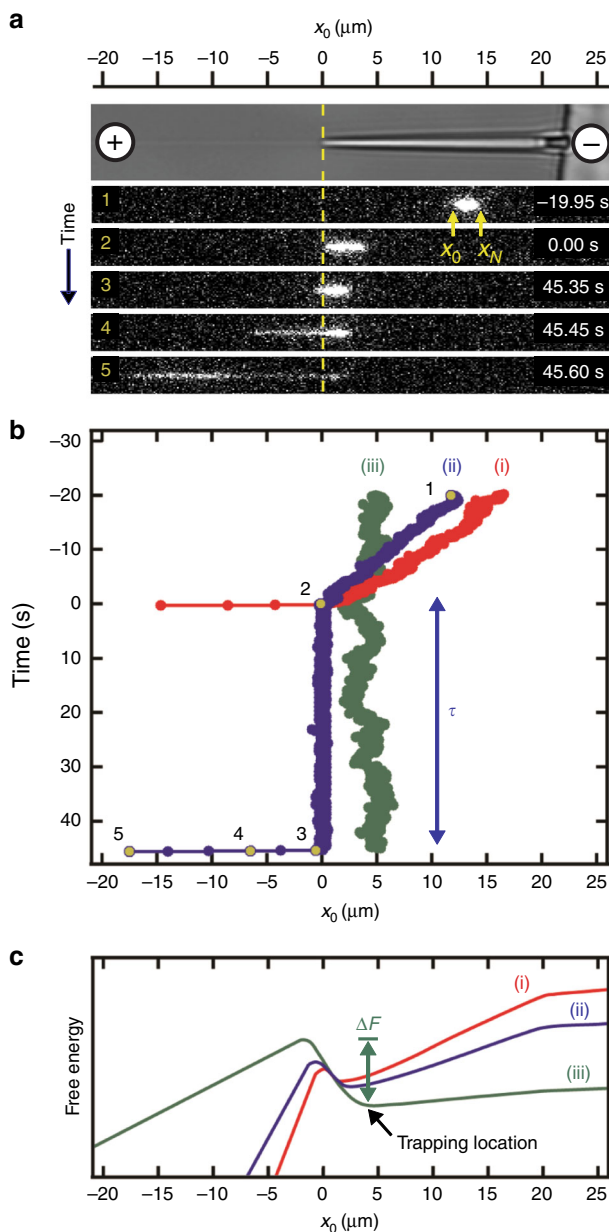 a
x0 (μm)
−20 −15 −10 −5 0 5 10 15 20 25
+ −
1 −19.95 s
x0 xN
2 0.00 s
3 45.35 s
4 45.45 s
5 45.60 s
Time
b
−30
−20
−10
0
10
20
30
40
Time (s)
(iii) (ii) (i)
1
2
τ
5 4 3
−20 −15 −10 −5 0 5 10 15 20 25
x0 (μm)
c
Free energy
(i)
ΔF
(ii)
(iii)
Trapping location
−20 −15 −10 −5 0 5 10 15 20 25
x0 (μm)